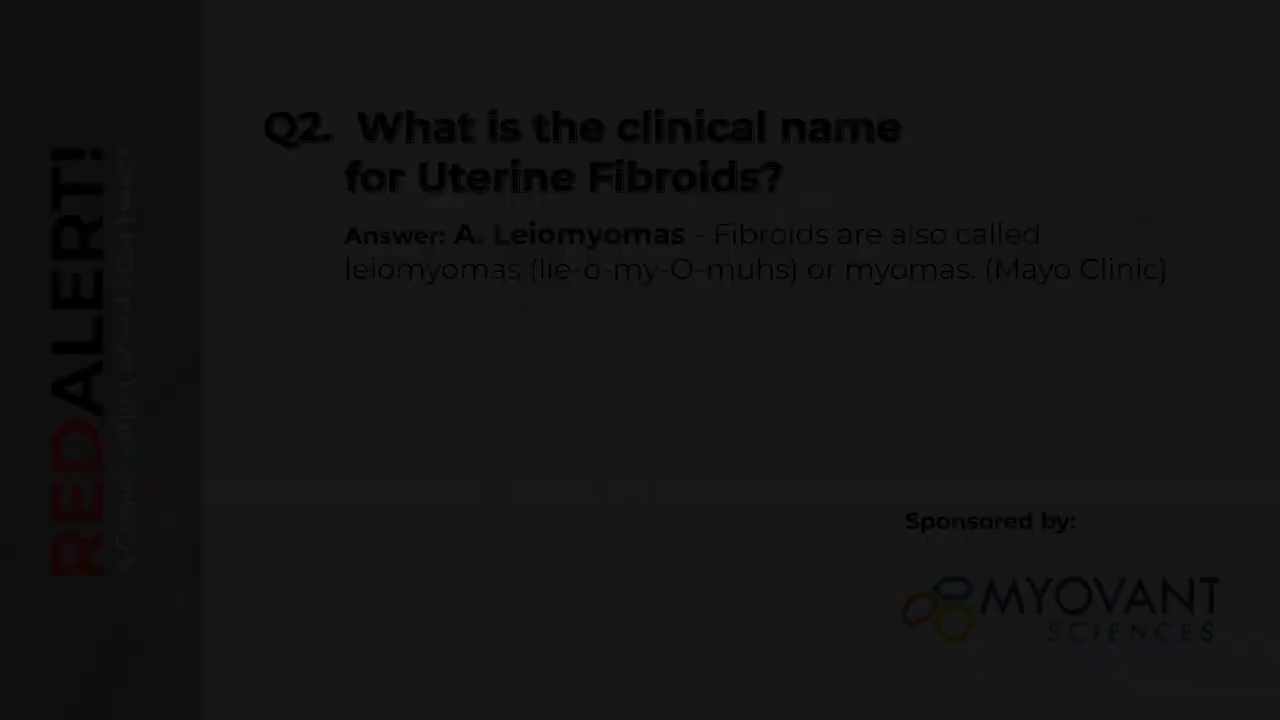 REDALERT!
Q2. What is the clinical name
for Uterine Fibroids?
Answer: A. Leiomyomas - Fibroids are also called
leiomyomas (lie-o-my-O-muhs) or myomas. (Mayo Clinic)
Sponsored by:
MYOVANT
SCIENCES